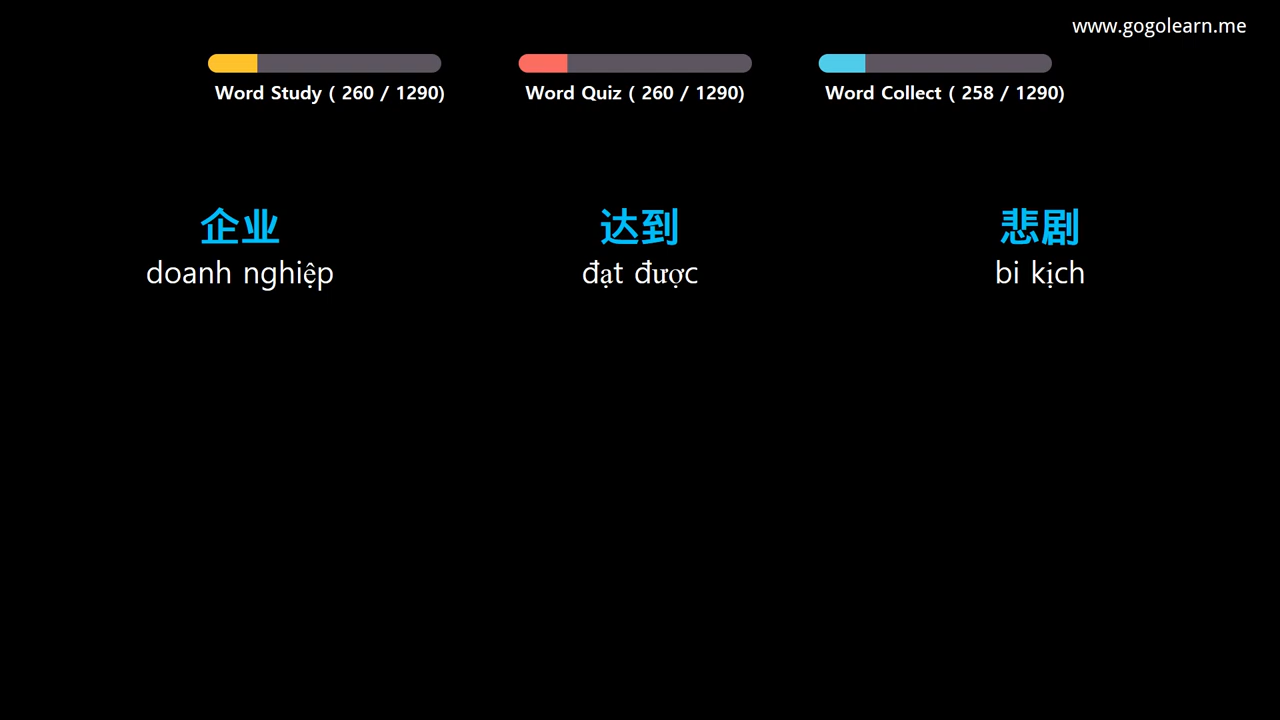 www.gogolearn.me
Word Study ( 260 / 1290)
Word Quiz ( 260 / 1290)
Word Collect ( 258 / 1290)
企业
doanh nghiệp
达到
đạt được
悲剧
bi kịch